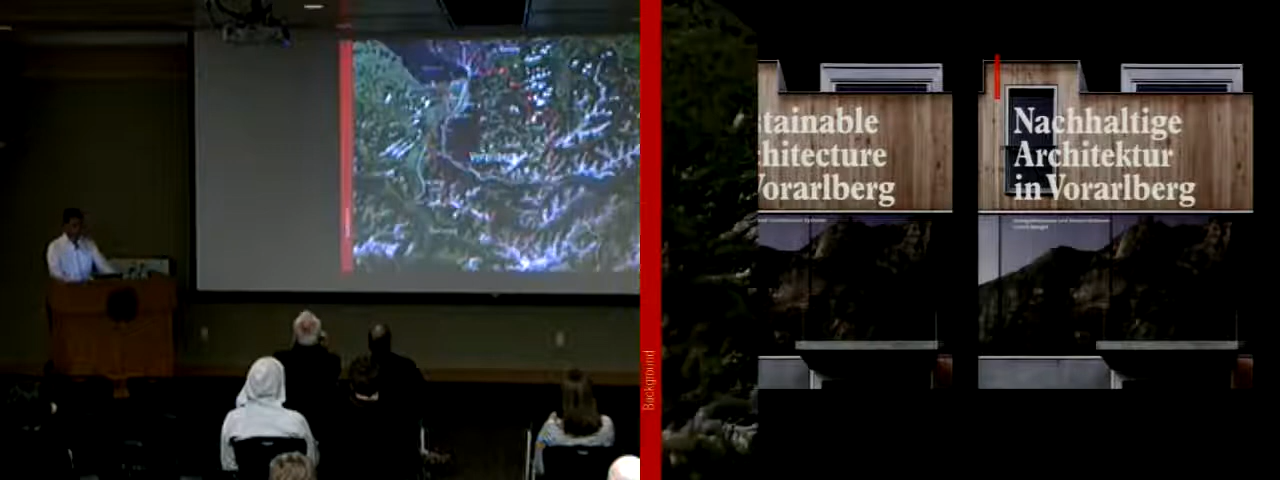 Background
stainable
chitecture
Vorarlberg
Nachhaltige
Architektur
in Vorarlberg